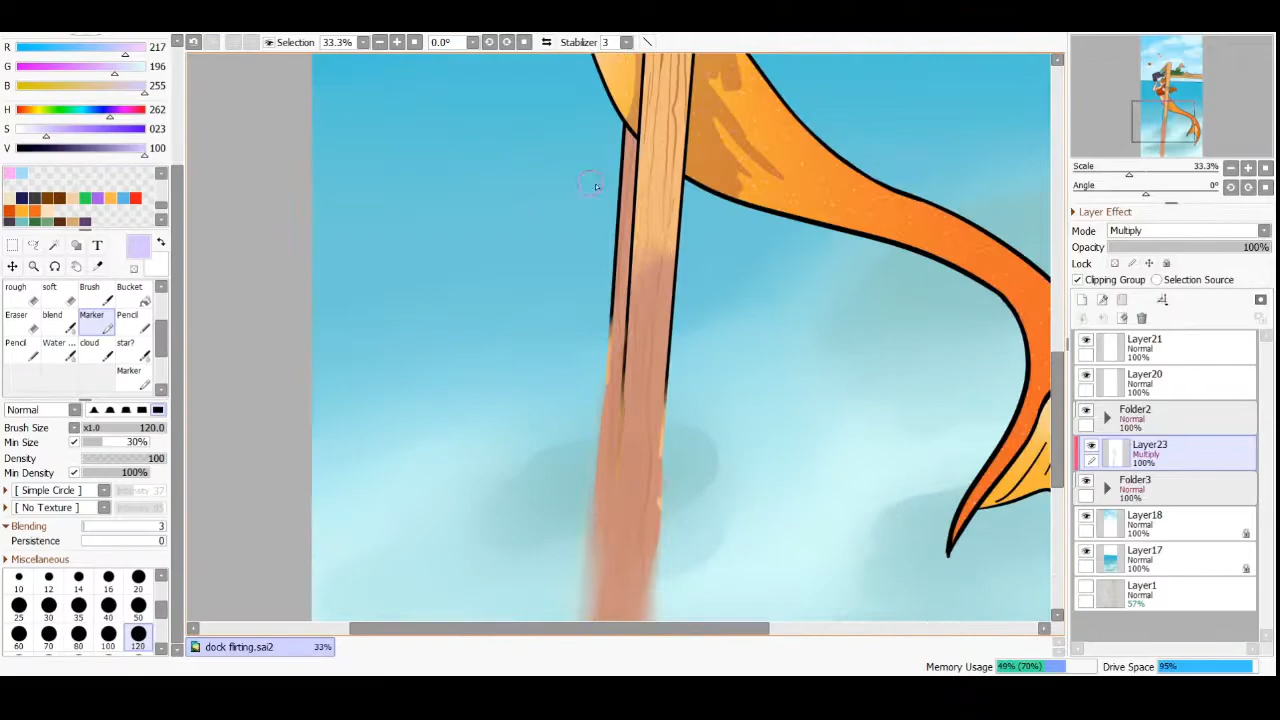 R 217
G 196
B 255
H 262
S 023
V 100
Selection 33.3% 0.0° Stabilizer 3
T
rough soft Brush Bucket
Eraser blend Marker Pencil
Pencil Water ... cloud star?
Marker
Normal
Brush Size x1.0 120.0
Min Size 30%
Density 100
Min Density 100%
[ Simple Circle ] Intensity 37
[ No Texture ] Intensity 95
Blending 3
Persistence 0
Miscellaneous
10 12 14 16 20
25 30 35 40 50
60 70 80 100 120
dock flirting.sai2 33%
Scale 33.3%
Angle 0°
Layer Effect
Mode Multiply
Opacity 100%
Lock
Clipping Group Selection Source
Layer21
Normal
100%
Layer20
Normal
100%
Folder2
Normal
100%
Layer23
Multiply
100%
Folder3
Normal
100%
Layer18
Normal
100%
Layer17
Normal
100%
Layer1
Normal
57%
Memory Usage 49% (70%) Drive Space 95%